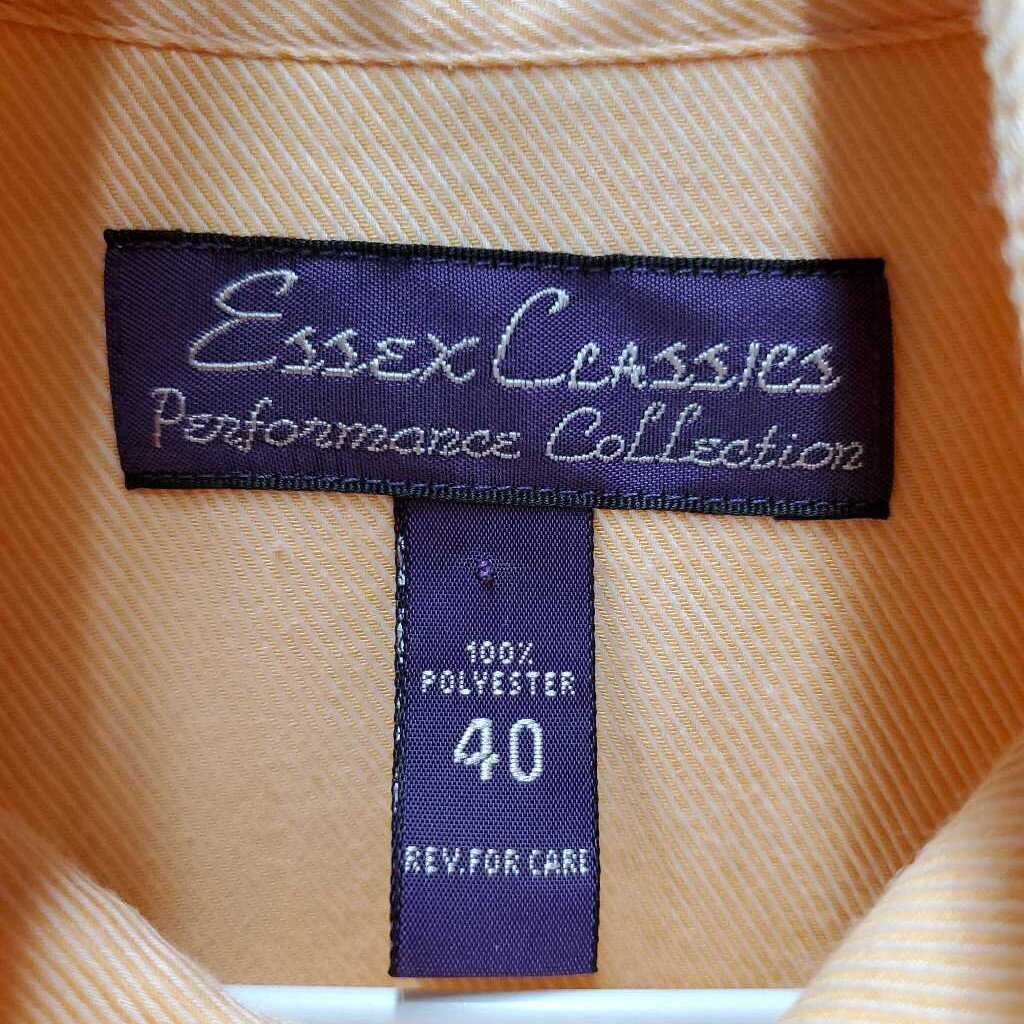 Essex Classics
Performance Collection
100%
POLYESTER
40
REV.FOR CARE